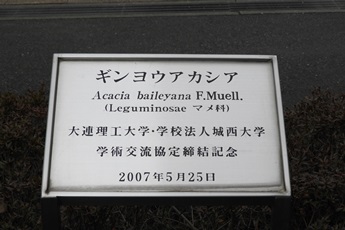 ギンヨウアカシア
Acacia baileyana F.Muell.
(Leguminosae マメ科)
大連理工大学･学校法人城西大学
学術交流協定締結記念
2007年5月25日